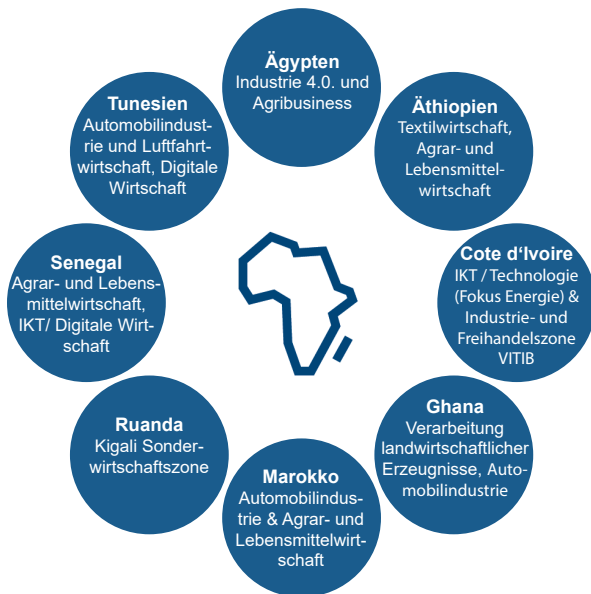 Ägypten
Industrie 4.0. und
Agribusiness
Äthiopien
Textilwirtschaft,
Agrar- und
Lebensmittel-
wirtschaft
Cote d‘Ivoire
IKT / Technologie
(Fokus Energie) &
Industrie- und
Freihandelszone
VITIB
Ghana
Verarbeitung
landwirtschaftlicher
Erzeugnisse, Auto-
mobilindustrie
Marokko
Automobilindus-
trie & Agrar- und
Lebensmittelwirt-
schaft
Ruanda
Kigali Sonder-
wirtschaftszone
Senegal
Agrar- und Lebens-
mittelwirtschaft,
IKT/ Digitale Wirt-
schaft
Tunesien
Automobilindust-
rie und Luftfahrt-
wirtschaft, Digitale
Wirtschaft